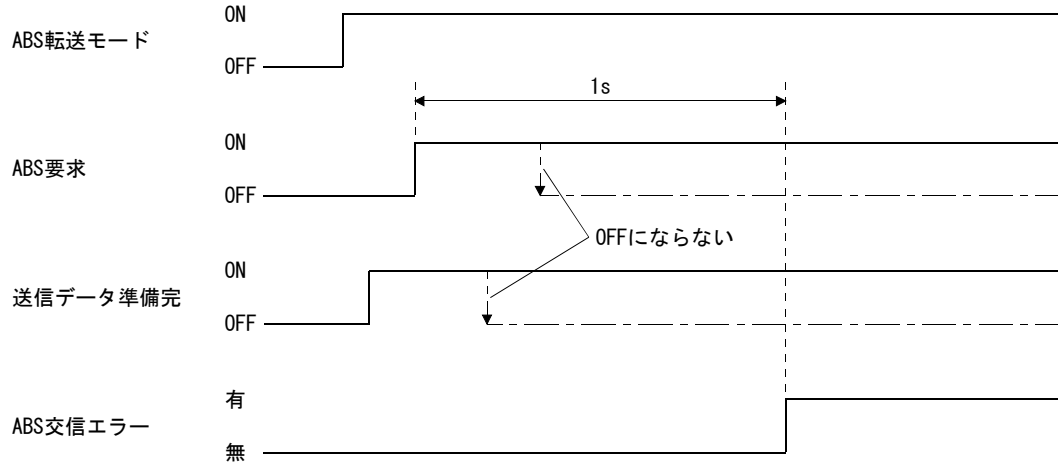 ON
ABS転送モード
OFF
1s
ON
ABS要求
OFF
OFFにならない
ON
送信データ準備完
OFF
有
ABS交信エラー
無